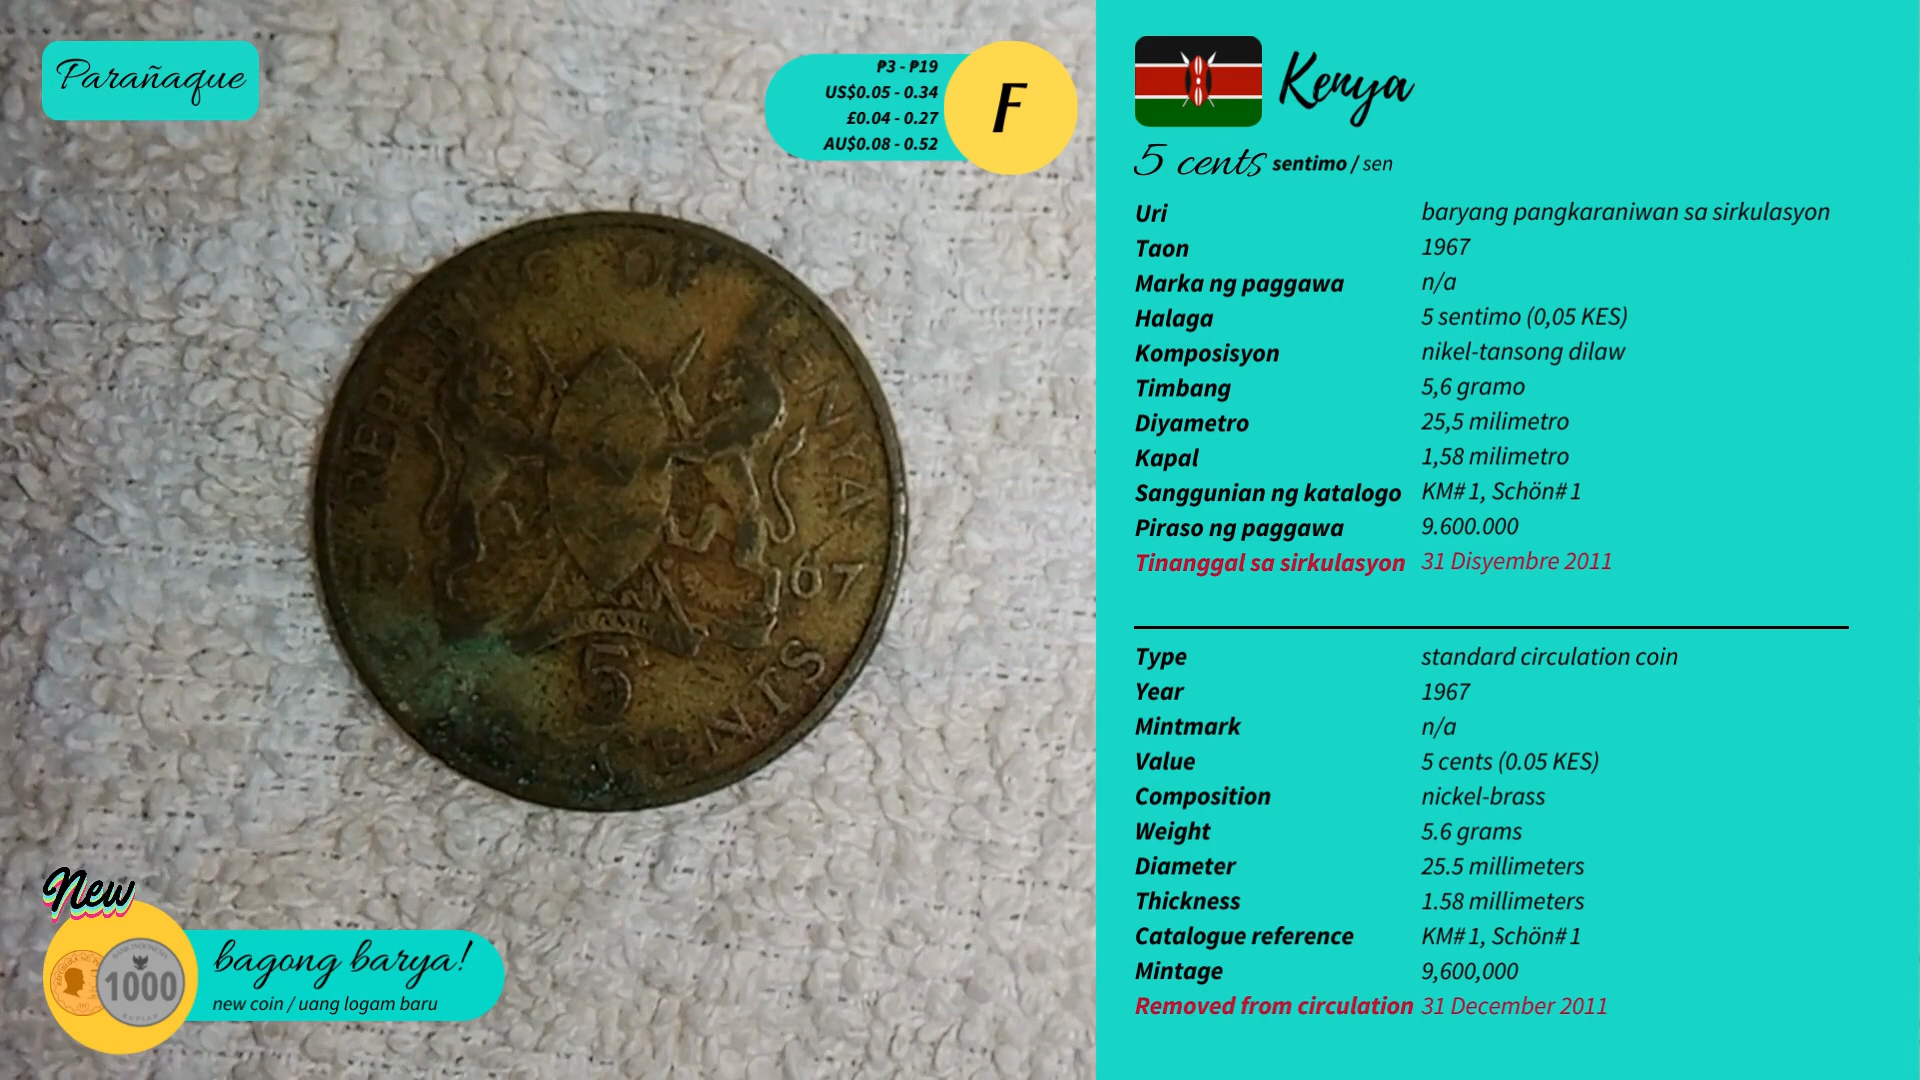 Parañaque
₱3 - ₱19
US$0.05 - 0.34
£0.04 - 0.27
AU$0.08 - 0.52
F
REPUBLIC OF KENYA
67
5
CENTS
New
1000
bagong barya!
new coin / uang logam baru
Kenya
5 cents sentimo / sen
Uri baryang pangkaraniwan sa sirkulasyon
Taon 1967
Marka ng paggawa n/a
Halaga 5 sentimo (0,05 KES)
Komposisyon nikel-tansong dilaw
Timbang 5,6 gramo
Diyametro 25,5 milimetro
Kapal 1,58 milimetro
Sanggunian ng katalogo KM# 1, Schön# 1
Piraso ng paggawa 9.600.000
Tinanggal sa sirkulasyon 31 Disyembre 2011
Type standard circulation coin
Year 1967
Mintmark n/a
Value 5 cents (0.05 KES)
Composition nickel-brass
Weight 5.6 grams
Diameter 25.5 millimeters
Thickness 1.58 millimeters
Catalogue reference KM# 1, Schön# 1
Mintage 9,600,000
Removed from circulation 31 December 2011